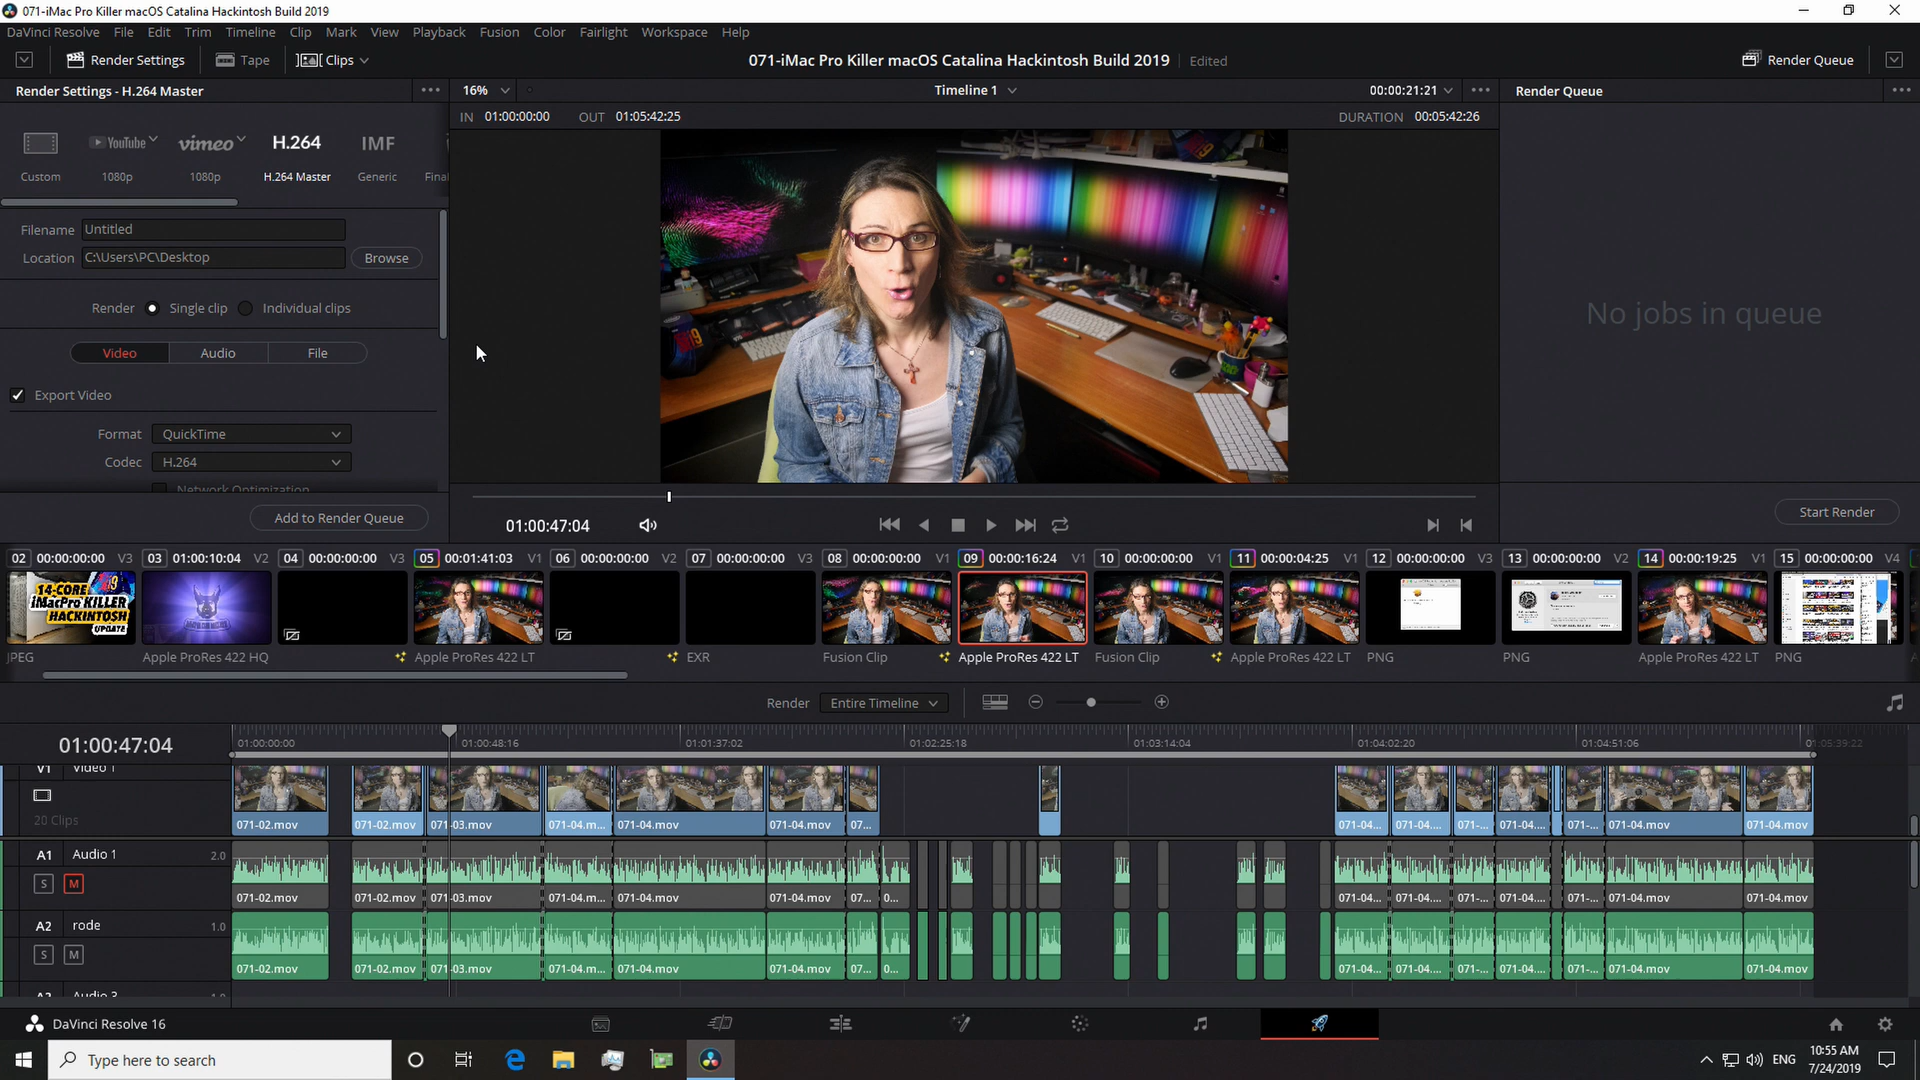 071-iMac Pro Killer macOS Catalina Hackintosh Build 2019
DaVinci Resolve File Edit Trim Timeline Clip Mark View Playback Fusion Color Fairlight Workspace Help
Render Settings Tape Clips 071-iMac Pro Killer macOS Catalina Hackintosh Build 2019 Edited Render Queue
Render Settings - H.264 Master 16% Timeline 1 00:00:21:21 Render Queue
IN 01:00:00:00 OUT 01:05:42:25 DURATION 00:05:42:26
YouTube vimeo H.264 IMF
Custom 1080p 1080p H.264 Master Generic Final
Filename Untitled
Location C:\Users\PC\Desktop Browse
Render Single clip Individual clips
No jobs in queue
Video Audio File
Export Video
Format QuickTime
Codec H.264
Network Optimization
Add to Render Queue
Start Render
01:00:47:04
02 00:00:00:00 V3 03 01:00:10:04 V2 04 00:00:00:00 V3 05 00:01:41:03 V1 06 00:00:00:00 V2 07 00:00:00:00 V3 08 00:00:00:00 V1 09 00:00:16:24 V1 10 00:00:00:00 V1 11 00:00:04:25 V1 12 00:00:00:00 V3 13 00:00:00:00 V2 14 00:00:19:25 V1 15 00:00:00:00 V4
14-CORE
iMacPro KILLER
HACKINTOSH
UPDATE
JPEG Apple ProRes 422 HQ Apple ProRes 422 LT EXR Fusion Clip Apple ProRes 422 LT Fusion Clip Apple ProRes 422 LT PNG PNG Apple ProRes 422 LT PNG
Render Entire Timeline
01:00:47:04 01:00:00:00 01:00:48:16 01:01:37:02 01:02:25:18 01:03:14:04 01:04:02:20 01:04:51:06 01:05:39:22
V1 Video 1
20 Clips
071-02.mov 071-02.mov 071-03.mov 071-04.m... 071-04.mov 071-04.mov 07... 071-04... 071-04.... 071-... 071-04.... 071-... 071-04.mov 071-04.mov
A1 Audio 1 2.0
S M
071-02.mov 071-02.mov 071-03.mov 071-04.m... 071-04.mov 071-04.mov 07... 0... 071-04... 071-04.... 071-... 071-04.... 071-... 071-04.mov 071-04.mov
A2 rode 1.0
S M
071-02.mov 071-02.mov 071-03.mov 071-04.m... 071-04.mov 071-04.mov 07... 0... 071-04... 071-04.... 071-... 071-04.... 071-... 071-04.mov 071-04.mov
A3 Audio 3 1.0
DaVinci Resolve 16
Type here to search
ENG
10:55 AM
7/24/2019